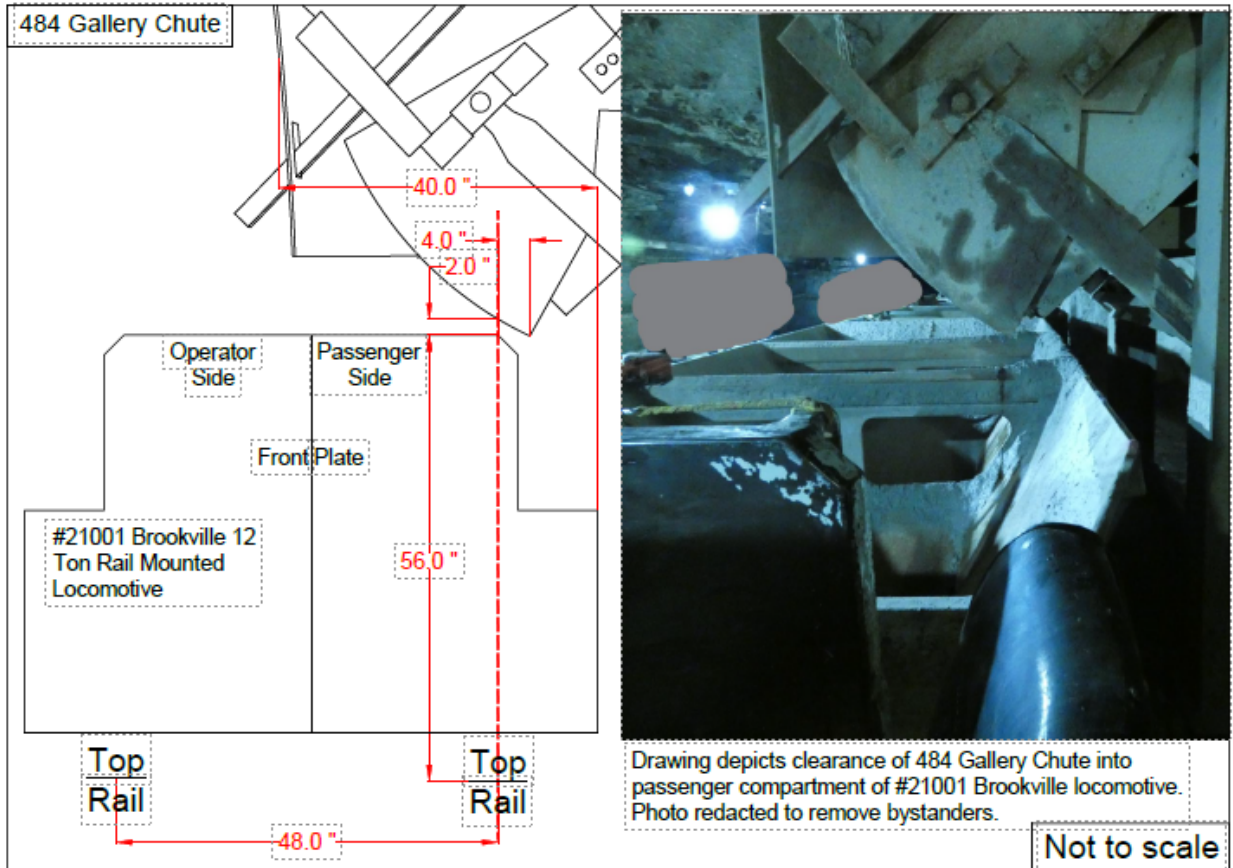 484 Gallery Chute
40.0 "
4.0 "
2.0 "
Operator
Side
Passenger
Side
Front Plate
#21001 Brookville 12
Ton Rail Mounted
Locomotive
56.0 "
Top
Rail
Top
Rail
48.0 "
Drawing depicts clearance of 484 Gallery Chute into
passenger compartment of #21001 Brookville locomotive.
Photo redacted to remove bystanders.
Not to scale